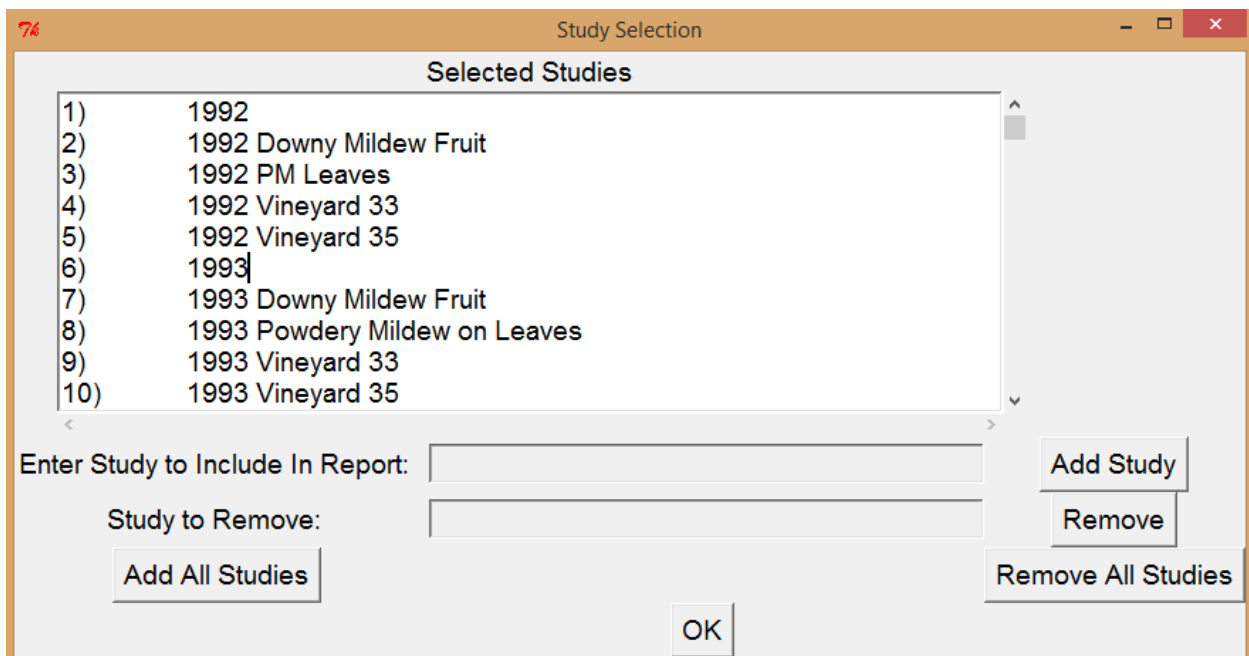 Study Selection
Selected Studies
1) 1992
2) 1992 Downy Mildew Fruit
3) 1992 PM Leaves
4) 1992 Vineyard 33
5) 1992 Vineyard 35
6) 1993
7) 1993 Downy Mildew Fruit
8) 1993 Powdery Mildew on Leaves
9) 1993 Vineyard 33
10) 1993 Vineyard 35
Enter Study to Include In Report: Add Study
Study to Remove: Remove
Add All Studies Remove All Studies
OK